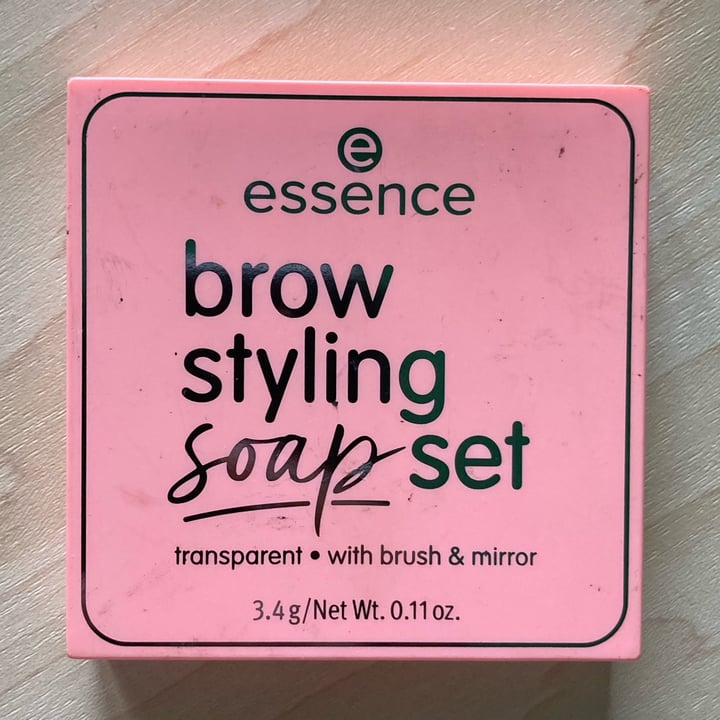 e
essence
brow
styling
soap set
transparent • with brush & mirror
3.4 g/Net Wt. 0.11 oz.